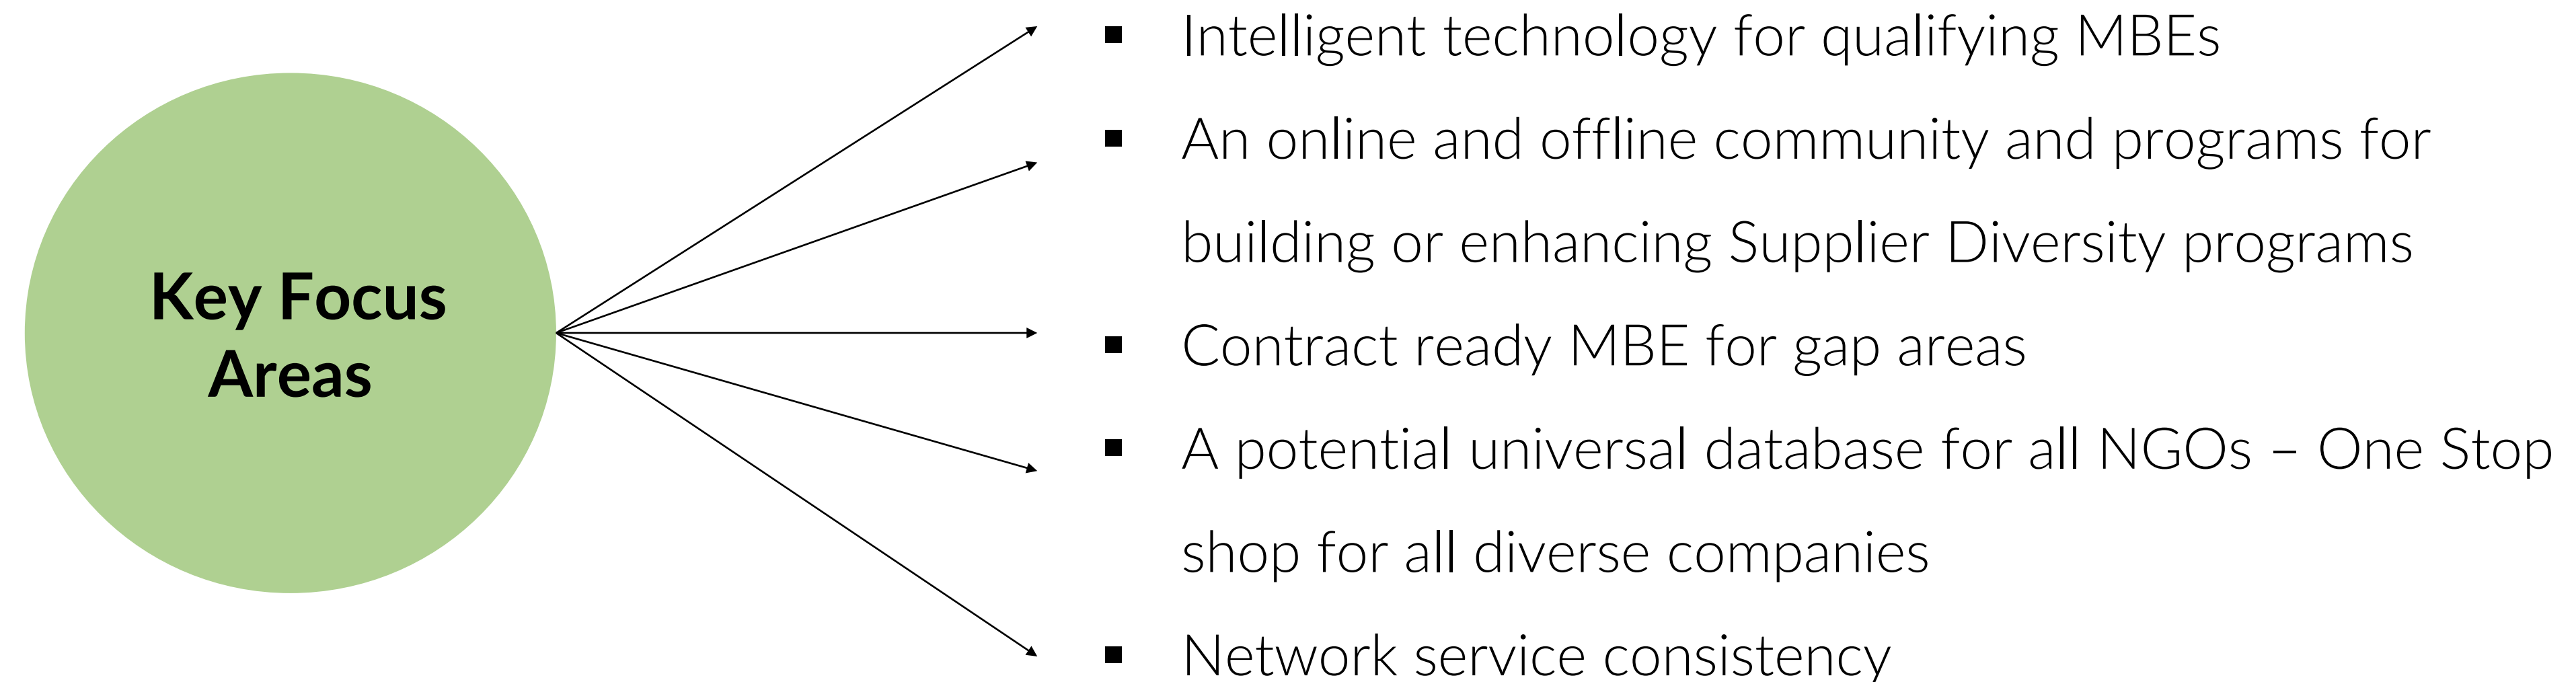 Key Focus
Areas
▪ Intelligent technology for qualifying MBEs
▪ An online and offline community and programs for
building or enhancing Supplier Diversity programs
▪ Contract ready MBE for gap areas
▪ A potential universal database for all NGOs – One Stop
shop for all diverse companies
▪ Network service consistency